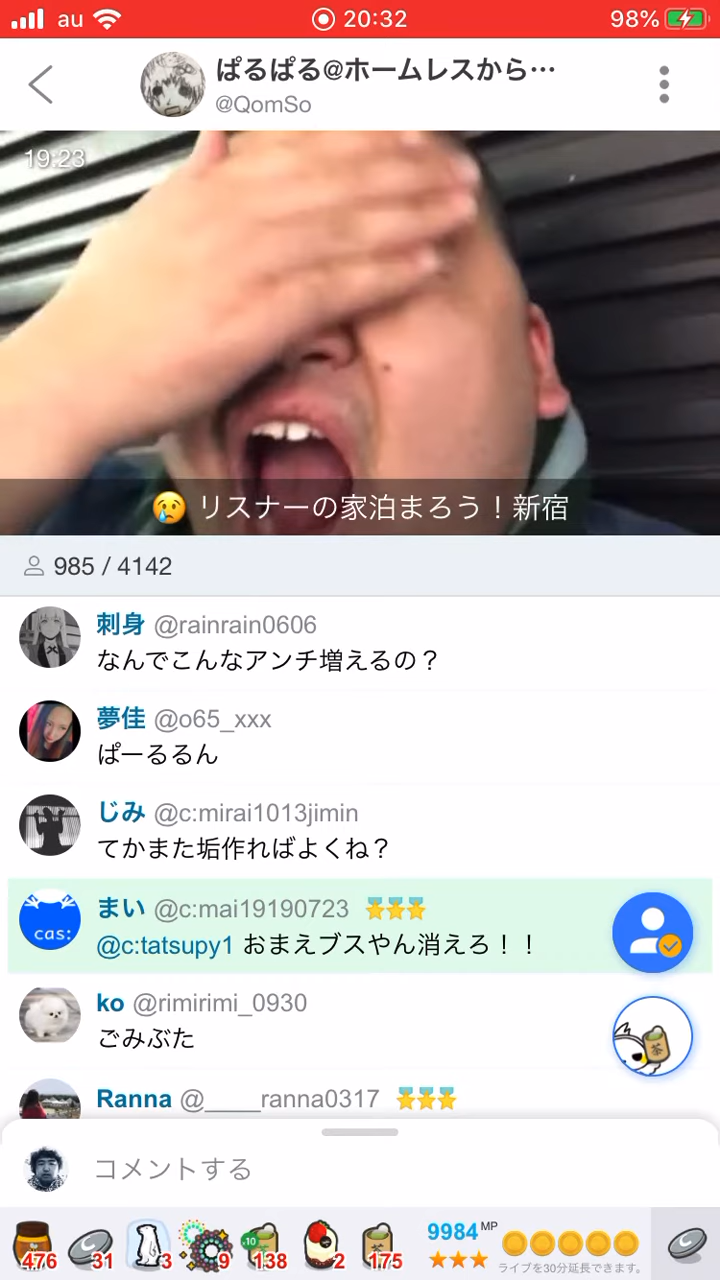 au 20:32 98%
ぱるぱる@ホームレスから…
@QomSo
19:23
😢 リスナーの家泊まろう！新宿
985 / 4142
刺身 @rainrain0606
なんでこんなアンチ増えるの？
夢佳 @o65_xxx
ぱーるるん
じみ @c:mirai1013jimin
てかまた垢作ればよくね？
まい @c:mai19190723
cas:
@c:tatsupy1 おまえブスやん消えろ！！
ko @rimirimi_0930
ごみぶた
茶
Ranna @____ranna0317
コメントする
476 31 3 9 x10 138 2 茶 175 9984 MP
ライブを30分延長できます。